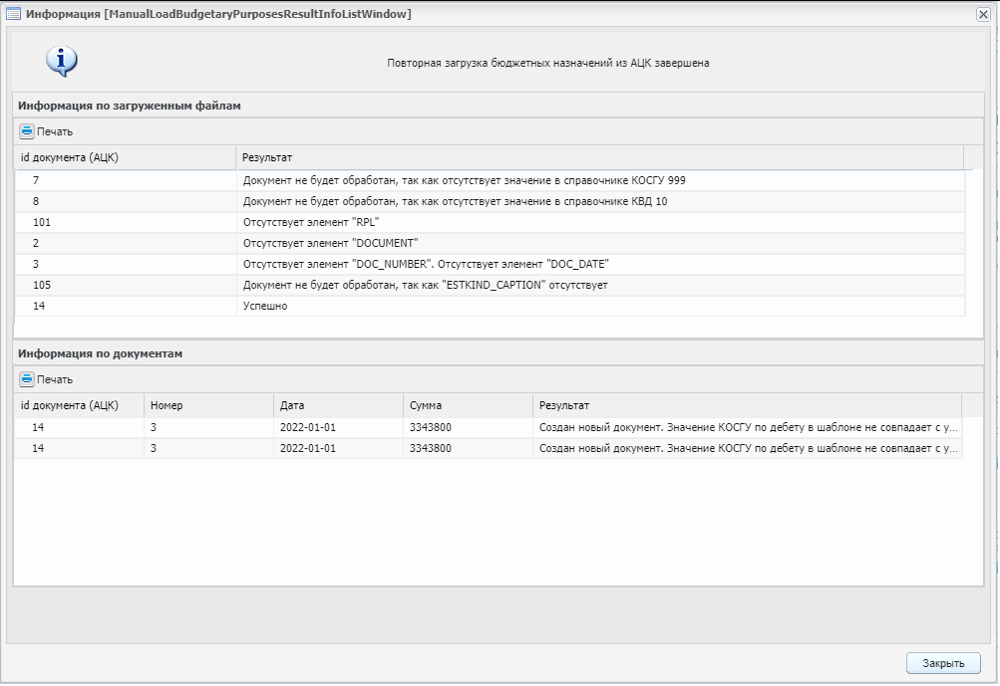 Информация [ManualLoadBudgetaryPurposesResultInfoListWindow]
Повторная загрузка бюджетных назначений из АЦК завершена
Информация по загруженным файлам
Печать
id документа (АЦК) Результат
7 Документ не будет обработан, так как отсутствует значение в справочнике КОСГУ 999
8 Документ не будет обработан, так как отсутствует значение в справочнике КВД 10
101 Отсутствует элемент "RPL"
2 Отсутствует элемент "DOCUMENT"
3 Отсутствует элемент "DOC_NUMBER". Отсутствует элемент "DOC_DATE"
105 Документ не будет обработан, так как "ESTKIND_CAPTION" отсутствует
14 Успешно
Информация по документам
Печать
id документа (АЦК) Номер Дата Сумма Результат
14 3 2022-01-01 3343800 Создан новый документ. Значение КОСГУ по дебету в шаблоне не совпадает с у...
14 3 2022-01-01 3343800 Создан новый документ. Значение КОСГУ по дебету в шаблоне не совпадает с у...
Закрыть